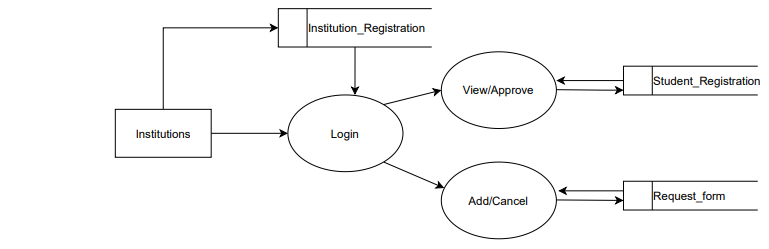 Institution_Registration
View/Approve
Student_Registration
Institutions
Login
Add/Cancel
Request_form